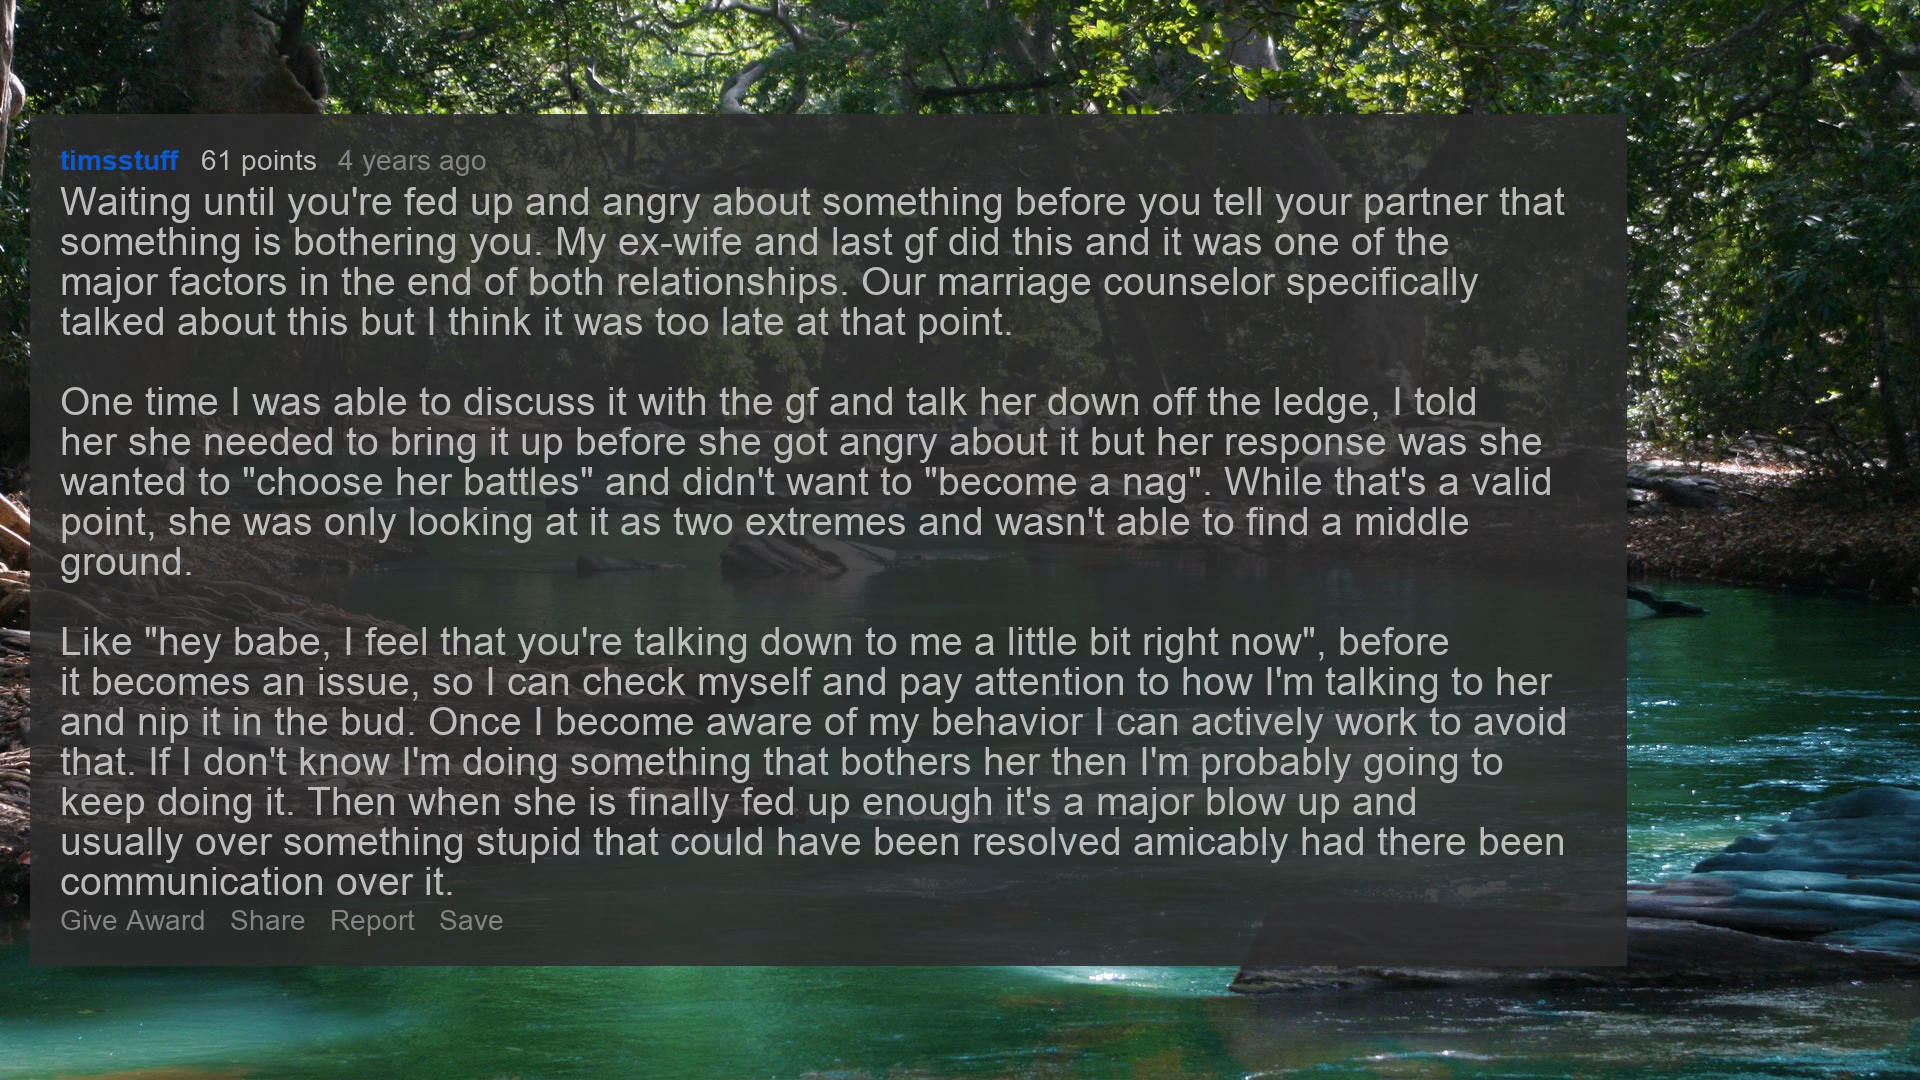 timsstuff 61 points 4 years ago
Waiting until you're fed up and angry about something before you tell your partner that
something is bothering you. My ex-wife and last gf did this and it was one of the
major factors in the end of both relationships. Our marriage counselor specifically
talked about this but I think it was too late at that point.
One time I was able to discuss it with the gf and talk her down off the ledge, I told
her she needed to bring it up before she got angry about it but her response was she
wanted to "choose her battles" and didn't want to "become a nag". While that's a valid
point, she was only looking at it as two extremes and wasn't able to find a middle
ground.
Like "hey babe, I feel that you're talking down to me a little bit right now", before
it becomes an issue, so I can check myself and pay attention to how I'm talking to her
and nip it in the bud. Once I become aware of my behavior I can actively work to avoid
that. If I don't know I'm doing something that bothers her then I'm probably going to
keep doing it. Then when she is finally fed up enough it's a major blow up and
usually over something stupid that could have been resolved amicably had there been
communication over it.
Give Award Share Report Save